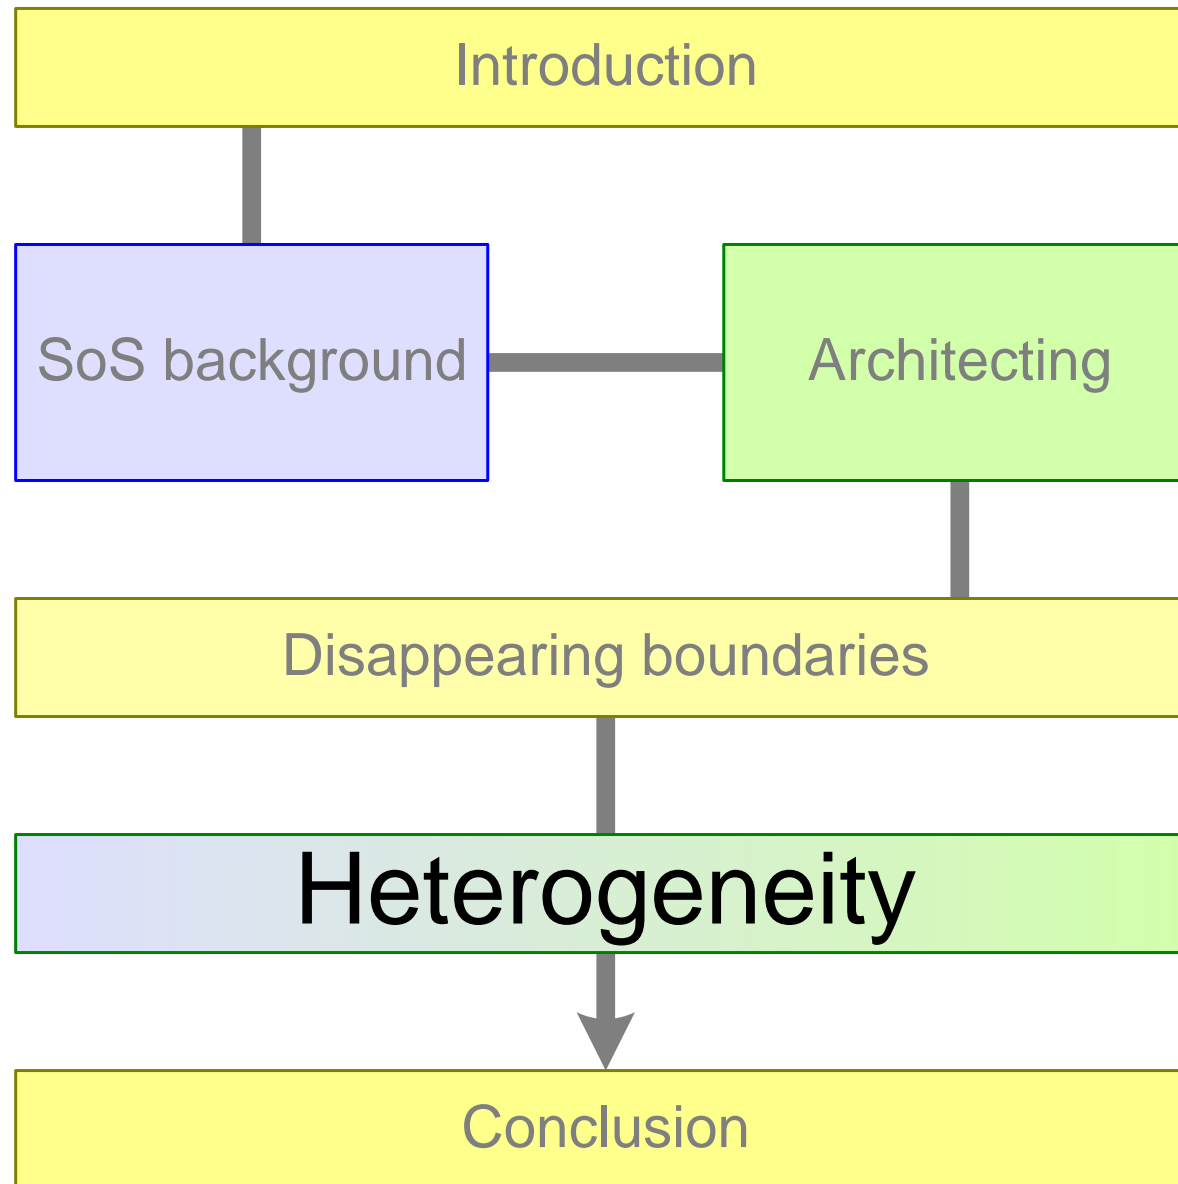 Introduction
SoS background
Architecting
Disappearing boundaries
Heterogeneity
Conclusion